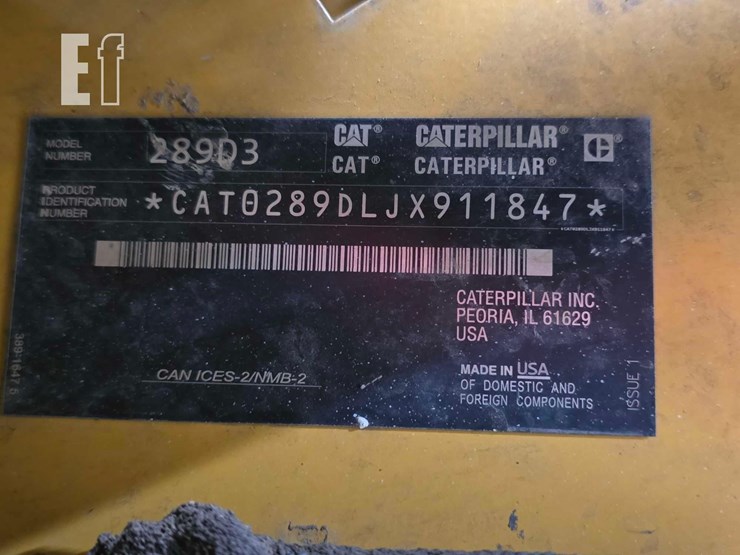 Ef
MODEL NUMBER 289D3 CAT® CATERPILLAR®
CAT® CATERPILLAR®
PRODUCT IDENTIFICATION NUMBER *CAT0289DLJX911847*
*CAT0289DLJX911847*
CATERPILLAR INC.
PEORIA, IL 61629
USA
CAN ICES-2/NMB-2
MADE IN USA
OF DOMESTIC AND
FOREIGN COMPONENTS
ISSUE 1